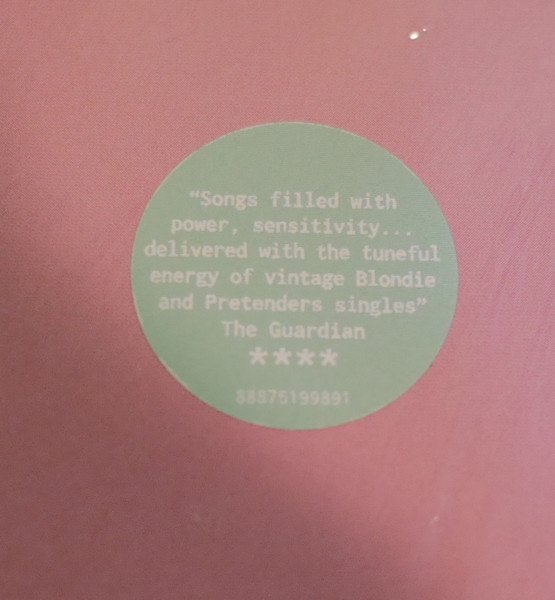 “Songs filled with
power, sensitivity...
delivered with the tuneful
energy of vintage Blondie
and Pretenders singles”
The Guardian
****
88875199891